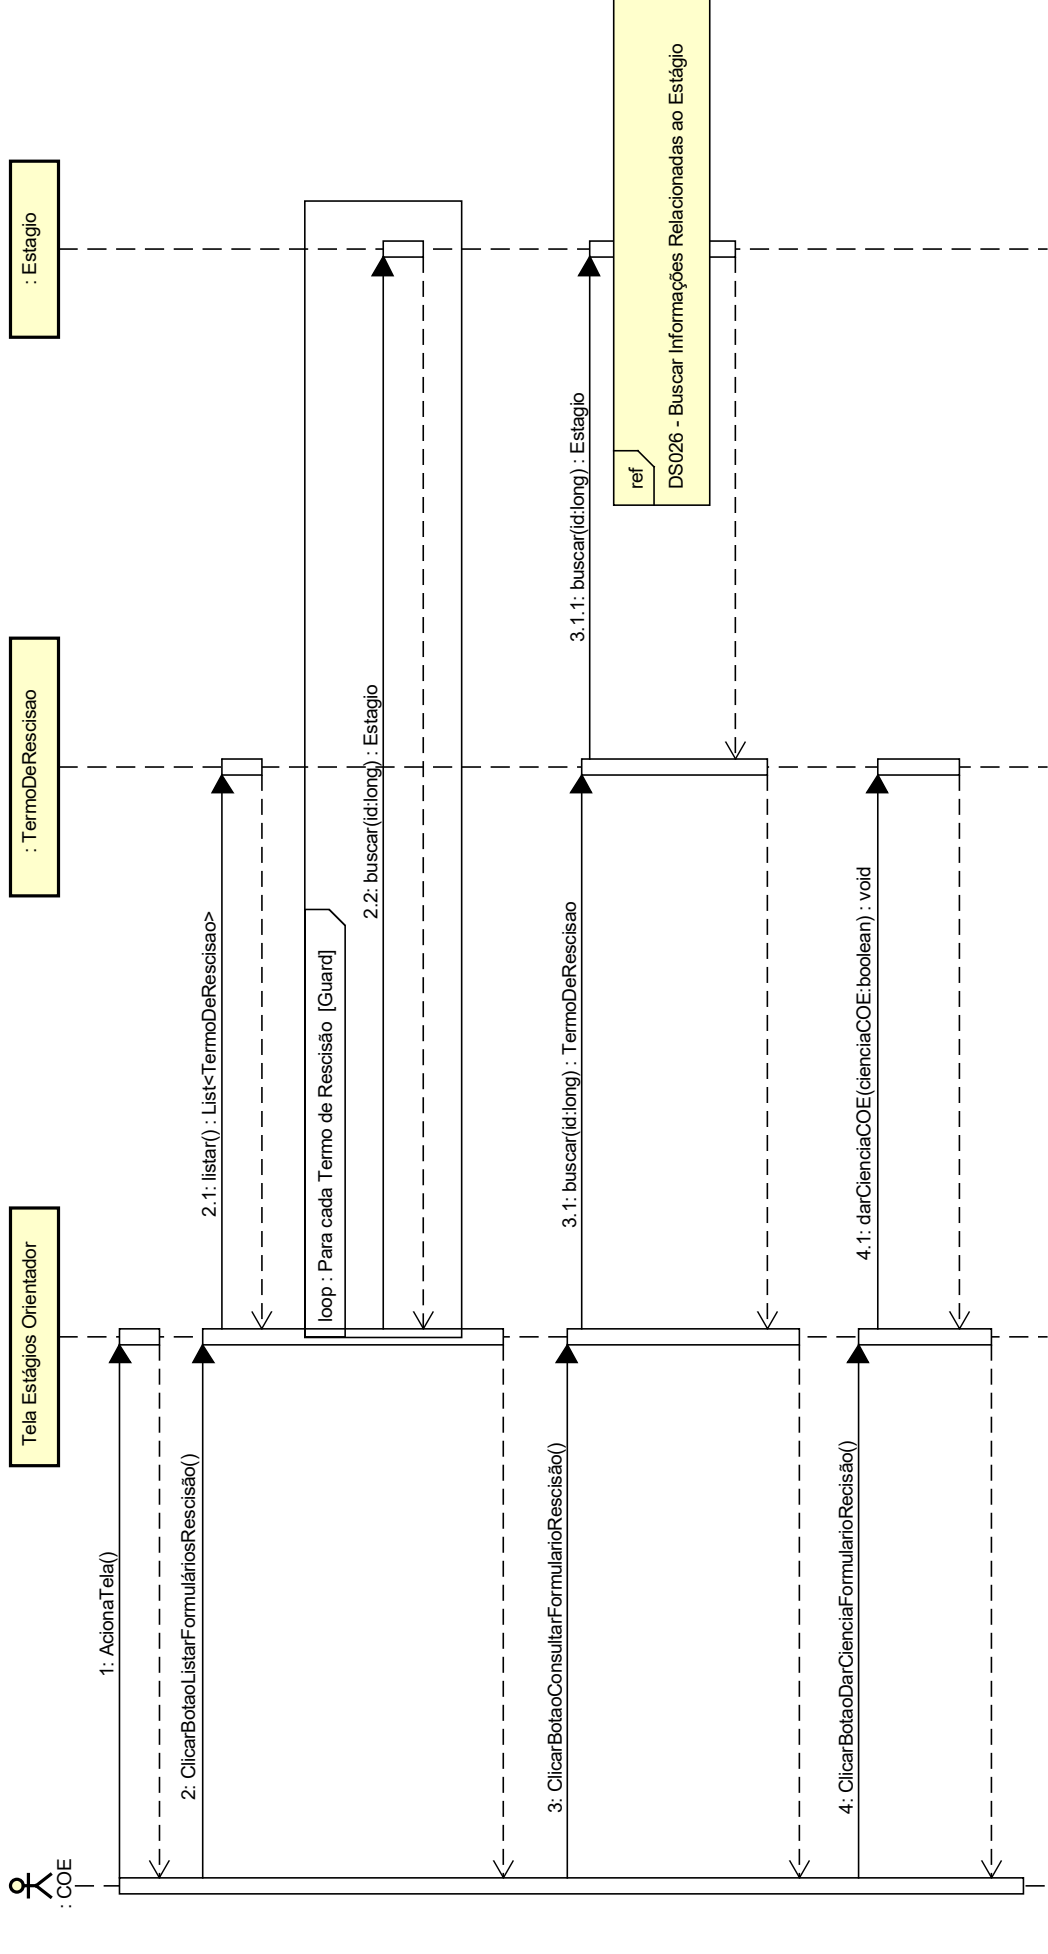 : COE
Tela Estágios Orientador
: TermoDeRescisao
: Estagio
1: AcionaTela()
2: ClicarBotaoListarFormuláriosRescisão()
2.1: listar() : List<TermoDeRescisao>
loop : Para cada Termo de Rescisão [Guard]
2.2: buscar(id:long) : Estagio
3: ClicarBotaoConsultarFormularioRescisão()
3.1: buscar(id:long) : TermoDeRescisao
3.1.1: buscar(id:long) : Estagio
ref
DS026 - Buscar Informações Relacionadas ao Estágio
4: ClicarBotaoDarCienciaFormularioRecisão()
4.1: darCienciaCOE(cienciaCOE:boolean) : void